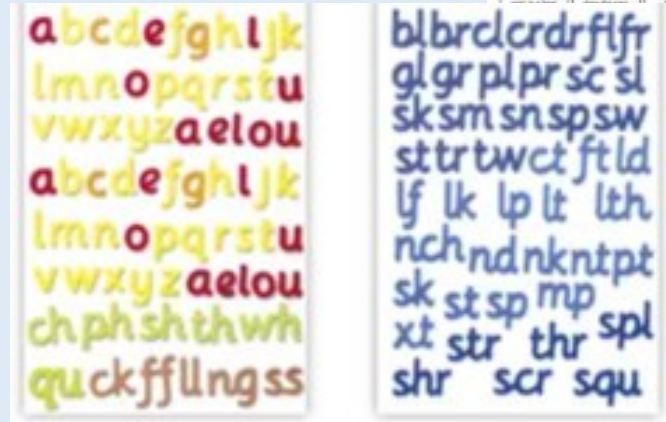 abcdefghijk
lmnopqrstu
vwxyzaeiou
abcdefghijk
lmnopqrstu
vwxyzaeiou
chphshthwh
quckffllngss
blbrclcrdrflfr
glgrplprscsl
sksmsnspsw
sttrtwctftld
lf lk lp lt lth
nchndnkntpt
sk st sp mp
xt str thr spl
shr scr squ